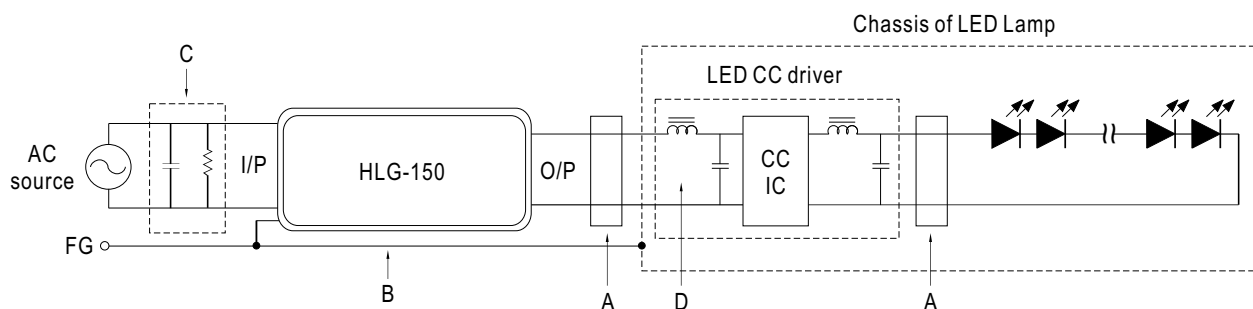 Chassis of LED Lamp
C
LED CC driver
AC
source
I/P
HLG-150
O/P
CC
IC
FG
B
A
D
A